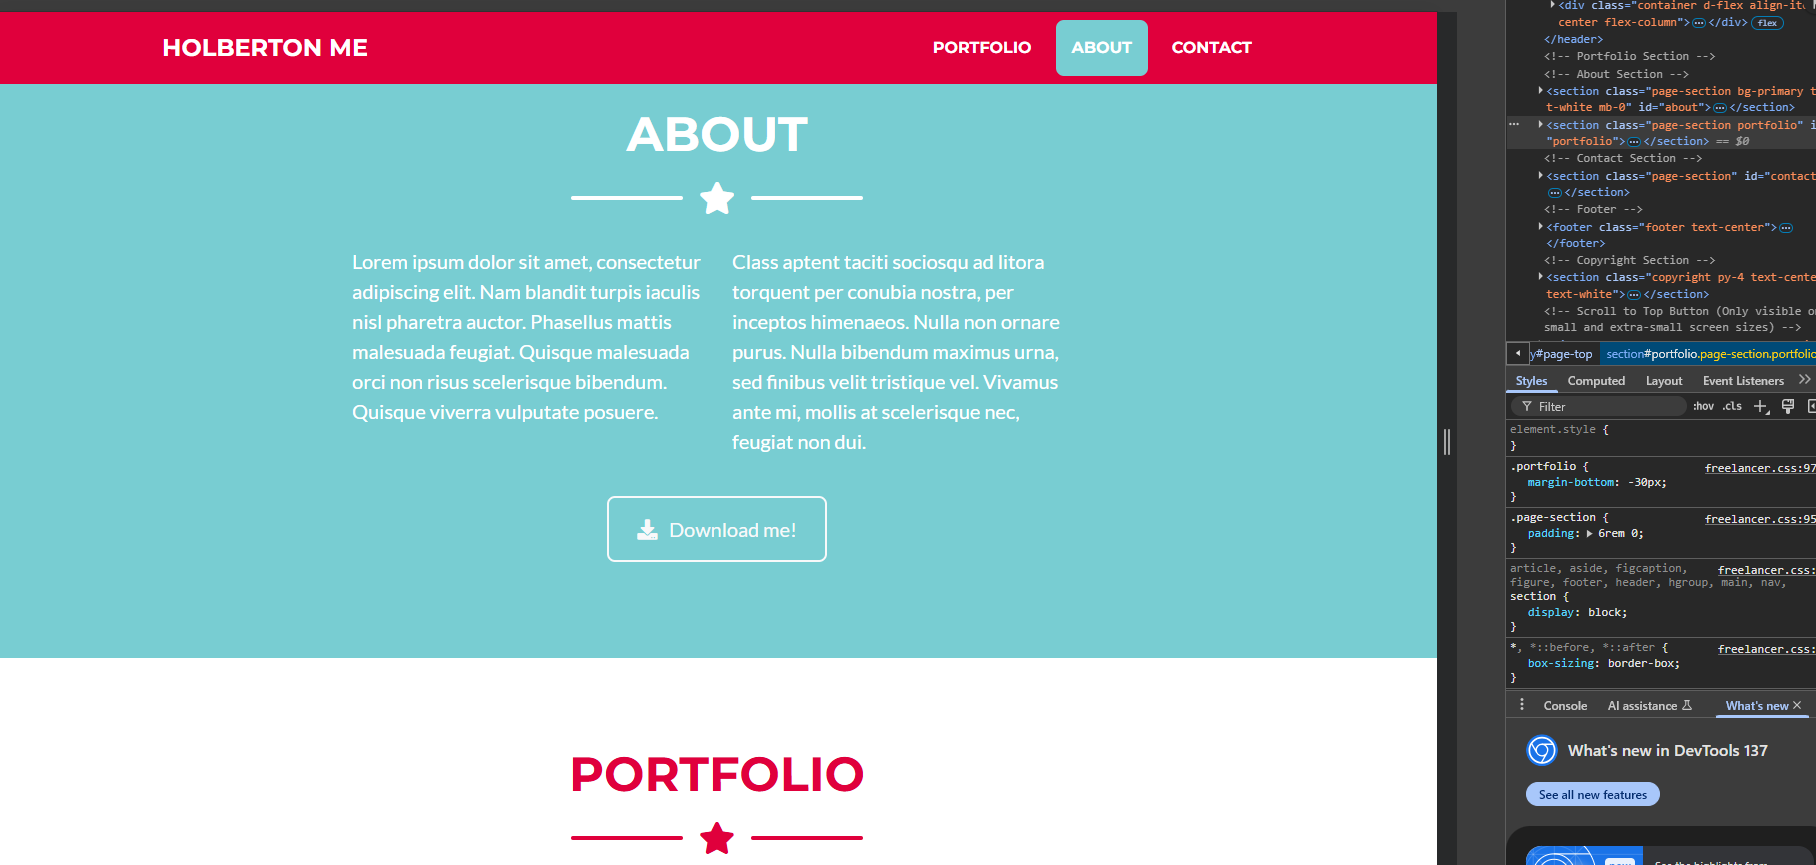 HOLBERTON ME
PORTFOLIO
ABOUT
CONTACT
ABOUT
Lorem ipsum dolor sit amet, consectetur
adipiscing elit. Nam blandit turpis iaculis
nisl pharetra auctor. Phasellus mattis
malesuada feugiat. Quisque malesuada
orci non risus scelerisque bibendum.
Quisque viverra vulputate posuere.
Class aptent taciti sociosqu ad litora
torquent per conubia nostra, per
inceptos himenaeos. Nulla non ornare
purus. Nulla bibendum maximus urna,
sed finibus velit tristique vel. Vivamus
ante mi, mollis at scelerisque nec,
feugiat non dui.
Download me!
PORTFOLIO
<div class="container d-flex align-it
center flex-column"> … </div> flex
</header>
<!-- Portfolio Section -->
<!-- About Section -->
<section class="page-section bg-primary t
t-white mb-0" id="about"> … </section>
… <section class="page-section portfolio" i
"portfolio"> … </section> == $0
<!-- Contact Section -->
<section class="page-section" id="contact
… </section>
<!-- Footer -->
<footer class="footer text-center"> …
</footer>
<!-- Copyright Section -->
<section class="copyright py-4 text-cente
text-white"> … </section>
<!-- Scroll to Top Button (Only visible o
small and extra-small screen sizes) -->
y#page-top section#portfolio.page-section.portfolio
Styles Computed Layout Event Listeners
Filter :hov .cls
element.style {
}
.portfolio { freelancer.css:97
margin-bottom: -30px;
}
.page-section { freelancer.css:95
padding: 6rem 0;
}
article, aside, figcaption, freelancer.css:
figure, footer, header, hgroup, main, nav,
section {
display: block;
}
*, *::before, *::after { freelancer.css:
box-sizing: border-box;
}
Console AI assistance What's new
What's new in DevTools 137
See all new features